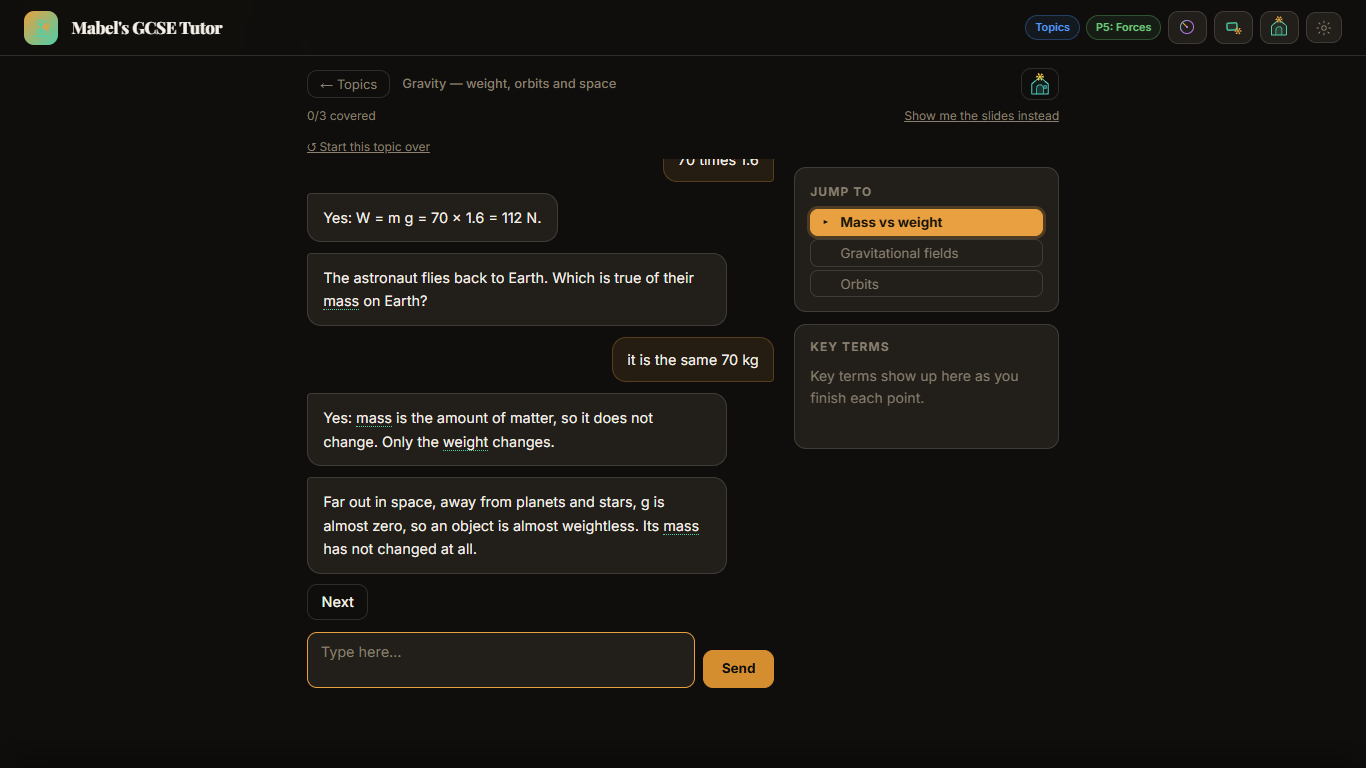 Mabel's GCSE Tutor
Topics
P5: Forces
← Topics
Gravity — weight, orbits and space
0/3 covered
Show me the slides instead
↺ Start this topic over
70 times 1.6
Yes: W = m g = 70 × 1.6 = 112 N.
The astronaut flies back to Earth. Which is true of their
mass on Earth?
it is the same 70 kg
Yes: mass is the amount of matter, so it does not
change. Only the weight changes.
Far out in space, away from planets and stars, g is
almost zero, so an object is almost weightless. Its mass
has not changed at all.
Next
Type here...
Send
JUMP TO
▸ Mass vs weight
Gravitational fields
Orbits
KEY TERMS
Key terms show up here as you
finish each point.